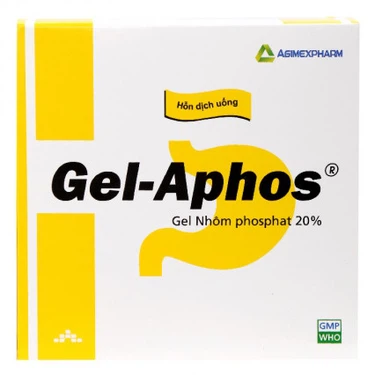 AGIMEXPHARM
Hỗn dịch uống
Gel-Aphos®
Gel Nhôm phosphat 20%
GMP
WHO